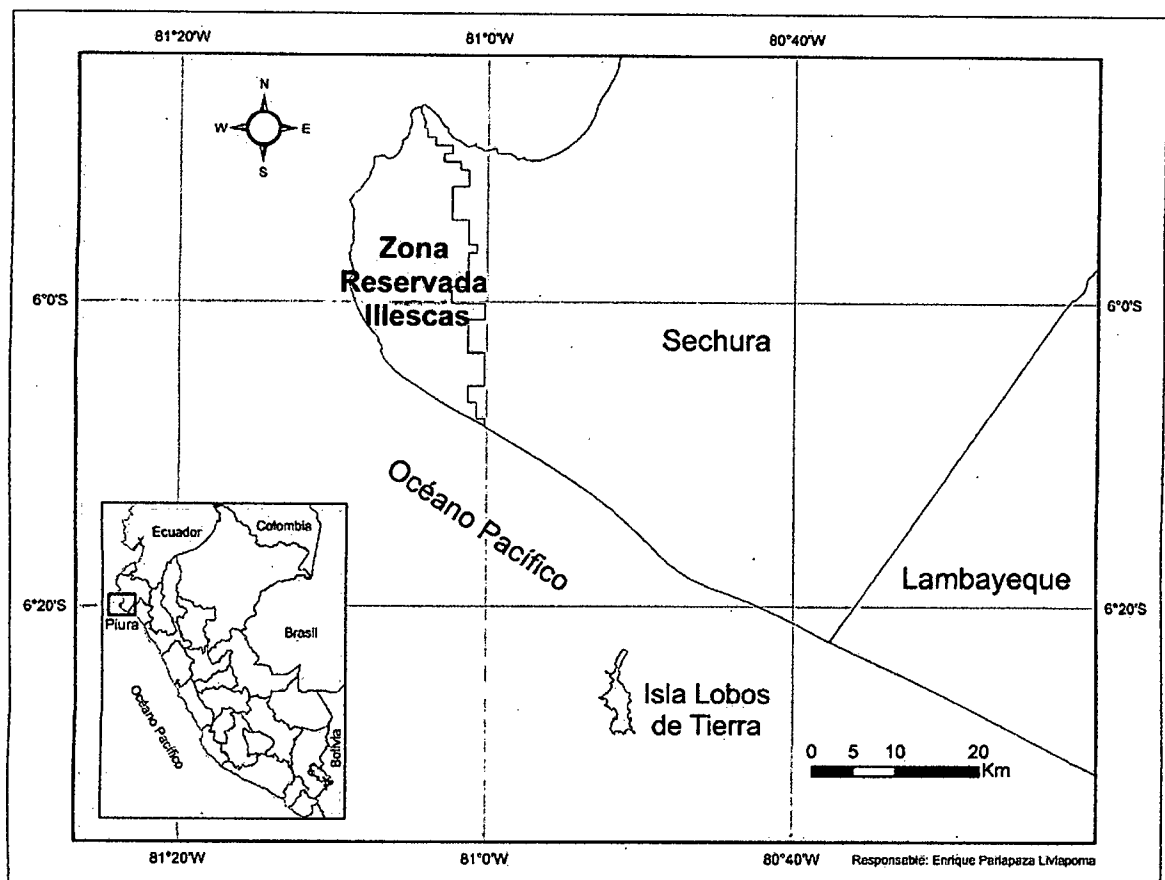 81°20'W
81°0'W
80°40'W
N
W
E
S
Zona
Reservada
Illescas
6°0'S
6°0'S
Sechura
Océano Pacífico
Ecuador
Colombia
Lambayeque
6°20'S
6°20'S
Piura
Brasil
Isla Lobos
de Tierra
Océano Pacífico
Bolivia
0 5 10 20
Km
81°20'W
81°0'W
80°40'W
Responsable: Enrique Pariapaza Livlapoma